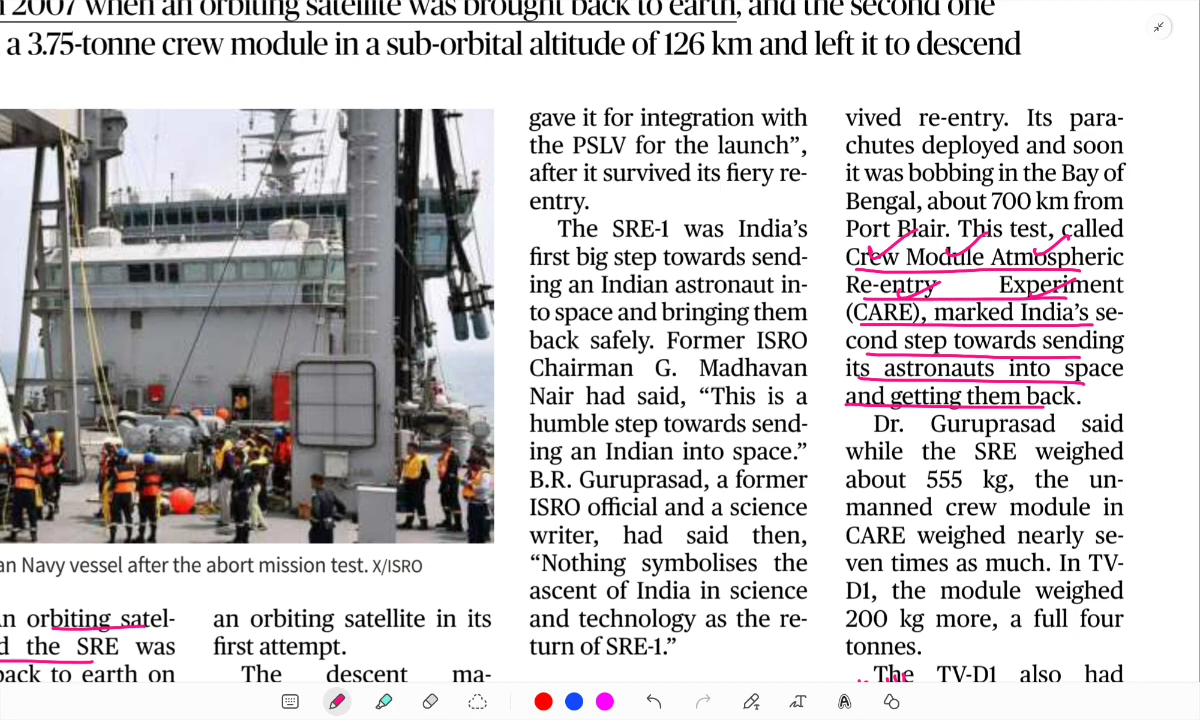 n 2007 when an orbiting satellite was brought back to earth, and the second one
a 3.75-tonne crew module in a sub-orbital altitude of 126 km and left it to descend
an Navy vessel after the abort mission test. X/ISRO
n orbiting satel-
d the SRE was
back to earth on
an orbiting satellite in its
first attempt.
The descent ma-
gave it for integration with
the PSLV for the launch”,
after it survived its fiery re-
entry.
The SRE-1 was India’s
first big step towards send-
ing an Indian astronaut in-
to space and bringing them
back safely. Former ISRO
Chairman G. Madhavan
Nair had said, “This is a
humble step towards send-
ing an Indian into space.”
B.R. Guruprasad, a former
ISRO official and a science
writer, had said then,
“Nothing symbolises the
ascent of India in science
and technology as the re-
turn of SRE-1.”
vived re-entry. Its para-
chutes deployed and soon
it was bobbing in the Bay of
Bengal, about 700 km from
Port Blair. This test, called
Crew Module Atmospheric
Re-entry Experiment
(CARE), marked India’s se-
cond step towards sending
its astronauts into space
and getting them back.
Dr. Guruprasad said
while the SRE weighed
about 555 kg, the un-
manned crew module in
CARE weighed nearly se-
ven times as much. In TV-
D1, the module weighed
200 kg more, a full four
tonnes.
The TV-D1 also had